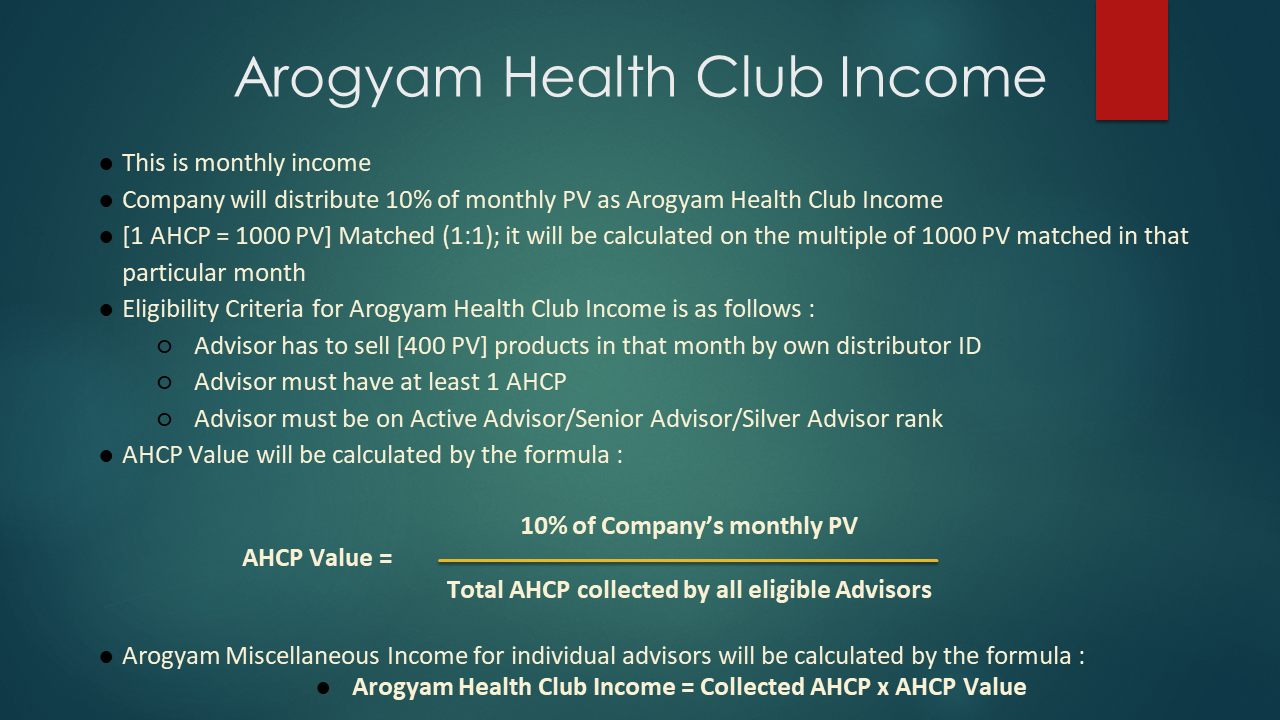 Arogyam Health Club Income
● This is monthly income
● Company will distribute 10% of monthly PV as Arogyam Health Club Income
● [1 AHCP = 1000 PV] Matched (1:1); it will be calculated on the multiple of 1000 PV matched in that
particular month
● Eligibility Criteria for Arogyam Health Club Income is as follows :
○ Advisor has to sell [400 PV] products in that month by own distributor ID
○ Advisor must have at least 1 AHCP
○ Advisor must be on Active Advisor/Senior Advisor/Silver Advisor rank
● AHCP Value will be calculated by the formula :
10% of Company’s monthly PV
AHCP Value =
Total AHCP collected by all eligible Advisors
● Arogyam Miscellaneous Income for individual advisors will be calculated by the formula :
● Arogyam Health Club Income = Collected AHCP x AHCP Value